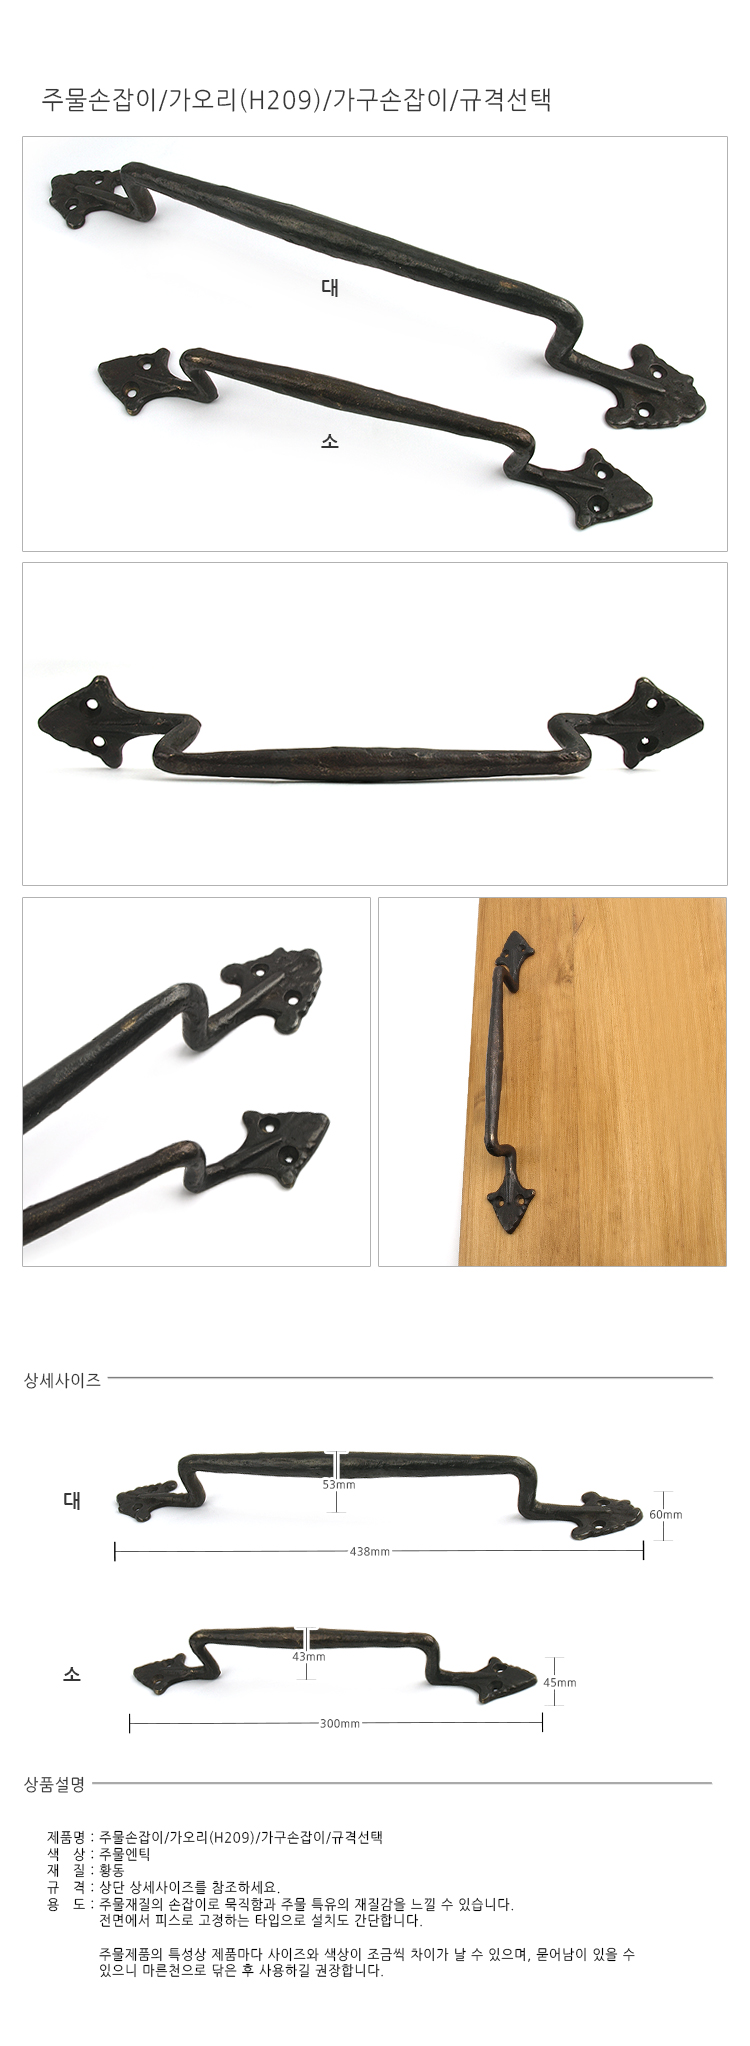 주물손잡이/가오리(H209)/가구손잡이/규격선택
대
소
상세사이즈
대
53mm
60mm
438mm
소
43mm
45mm
300mm
상품설명
제품명 : 주물손잡이/가오리(H209)/가구손잡이/규격선택
색 상 : 주물엔틱
재 질 : 황동
규 격 : 상단 상세사이즈를 참조하세요.
용 도 : 주물재질의 손잡이로 묵직함과 주물 특유의 재질감을 느낄 수 있습니다.
전면에서 피스로 고정하는 타입으로 설치도 간단합니다.
주물제품의 특성상 제품마다 사이즈와 색상이 조금씩 차이가 날 수 있으며, 묻어남이 있을 수
있으니 마른천으로 닦은 후 사용하길 권장합니다.